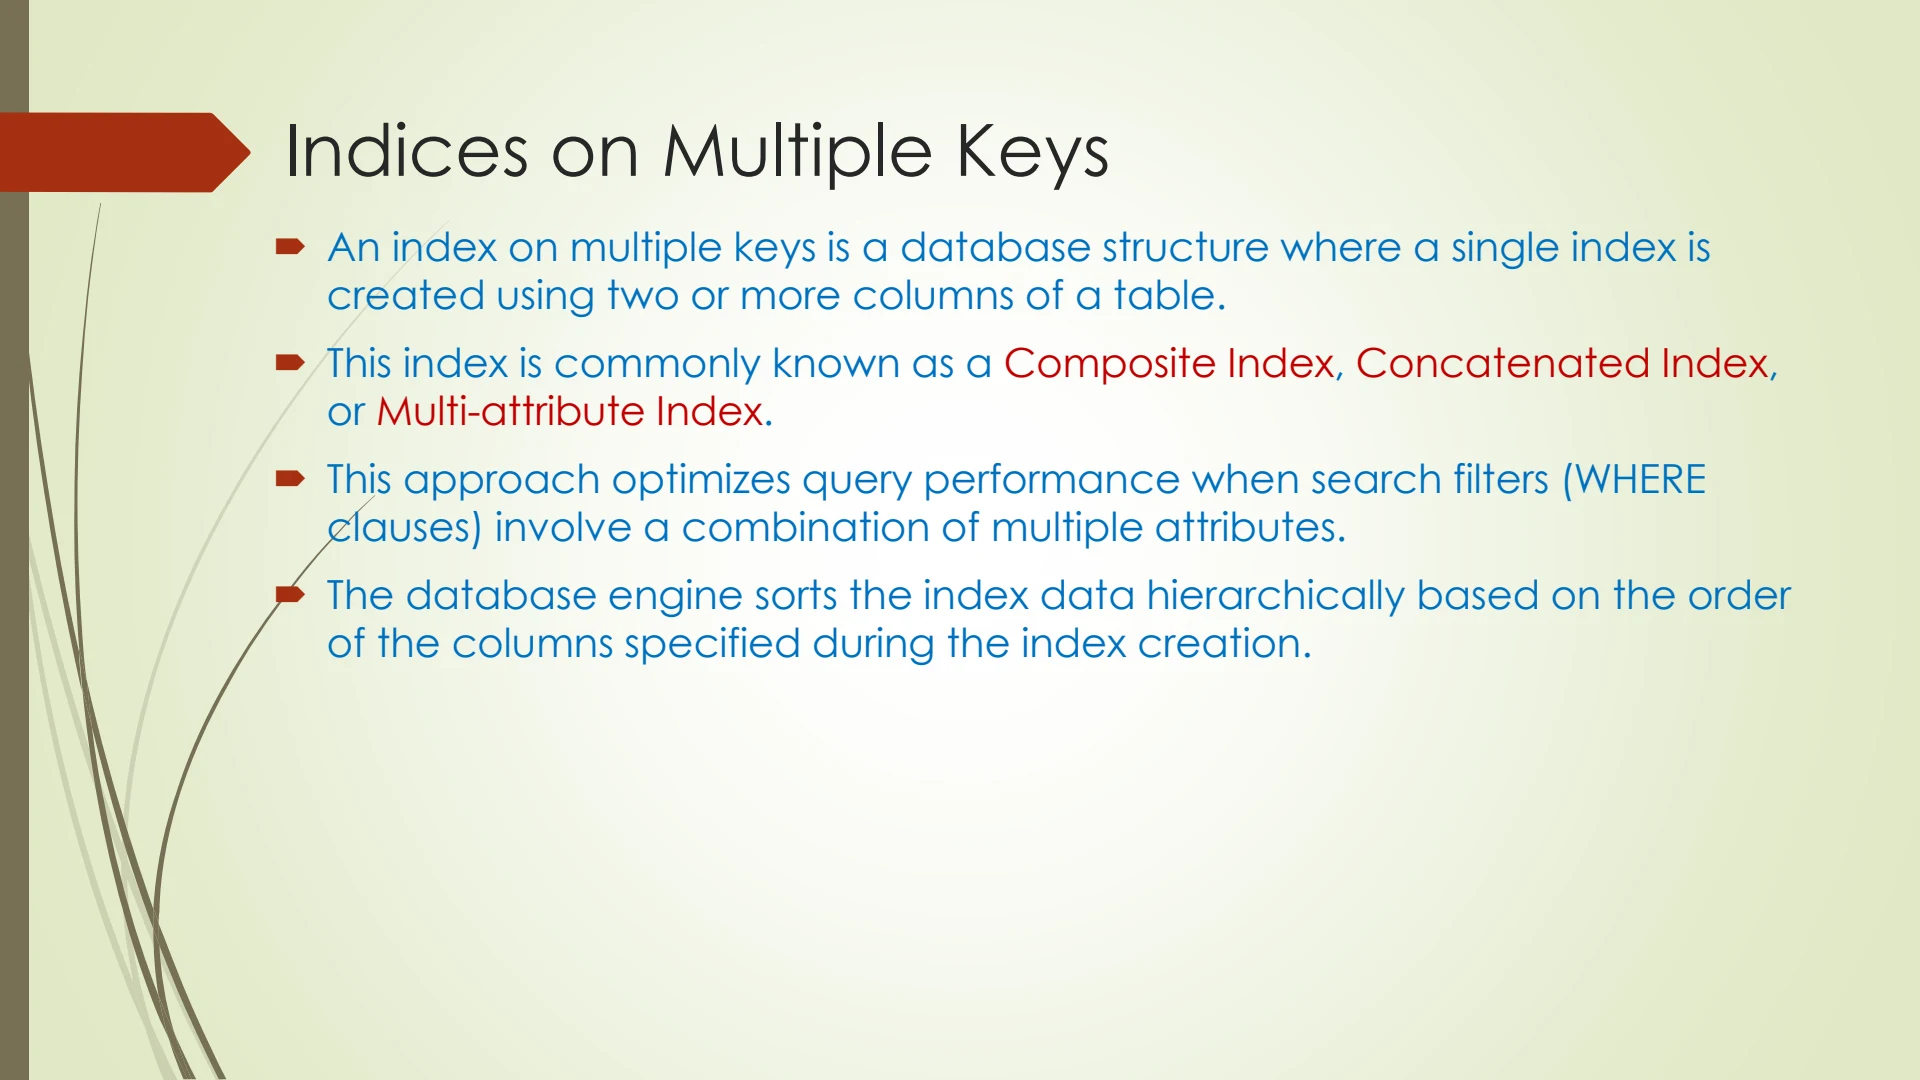 Indices on Multiple Keys
An index on multiple keys is a database structure where a single index is
created using two or more columns of a table.
This index is commonly known as a Composite Index, Concatenated Index,
or Multi-attribute Index.
This approach optimizes query performance when search filters (WHERE
clauses) involve a combination of multiple attributes.
The database engine sorts the index data hierarchically based on the order
of the columns specified during the index creation.